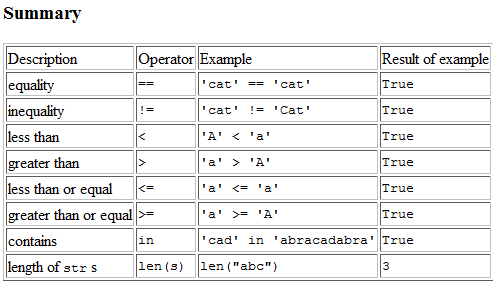 Summary
Description Operator Example Result of example
equality == 'cat' == 'cat' True
inequality != 'cat' != 'Cat' True
less than < 'A' < 'a' True
greater than > 'a' > 'A' True
less than or equal <= 'a' <= 'a' True
greater than or equal >= 'a' >= 'A' True
contains in 'cad' in 'abracadabra' True
length of str s len(s) len("abc") 3